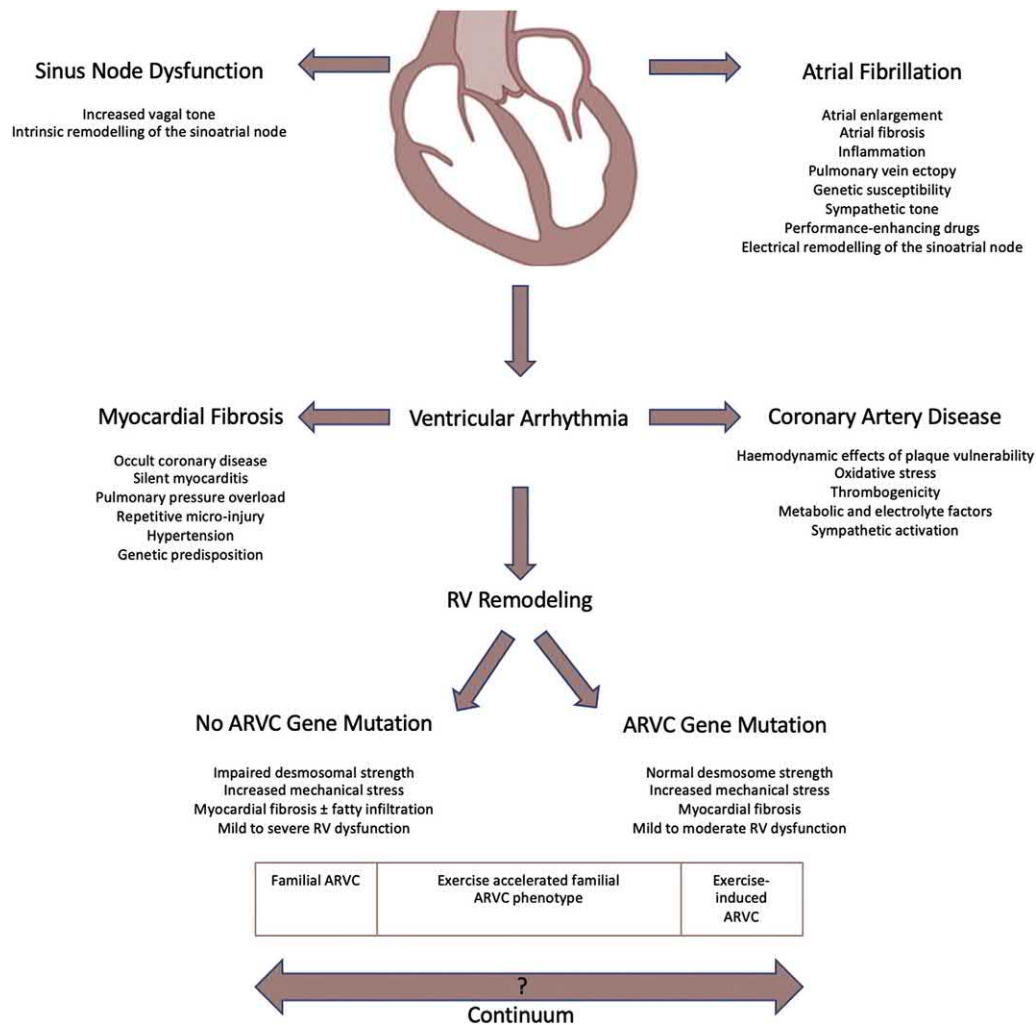 Sinus Node Dysfunction
Increased vagal tone
Intrinsic remodelling of the sinoatrial node
Atrial Fibrillation
Atrial enlargement
Atrial fibrosis
Inflammation
Pulmonary vein ectopy
Genetic susceptibility
Sympathetic tone
Performance-enhancing drugs
Electrical remodelling of the sinoatrial node
Myocardial Fibrosis
Occult coronary disease
Silent myocarditis
Pulmonary pressure overload
Repetitive micro-injury
Hypertension
Genetic predisposition
Ventricular Arrhythmia
Coronary Artery Disease
Haemodynamic effects of plaque vulnerability
Oxidative stress
Thrombogenicity
Metabolic and electrolyte factors
Sympathetic activation
RV Remodeling
No ARVC Gene Mutation
Impaired desmosomal strength
Increased mechanical stress
Myocardial fibrosis ± fatty infiltration
Mild to severe RV dysfunction
ARVC Gene Mutation
Normal desmosome strength
Increased mechanical stress
Myocardial fibrosis
Mild to moderate RV dysfunction
Familial ARVC
Exercise accelerated familial
ARVC phenotype
Exercise-
induced
ARVC
?
Continuum